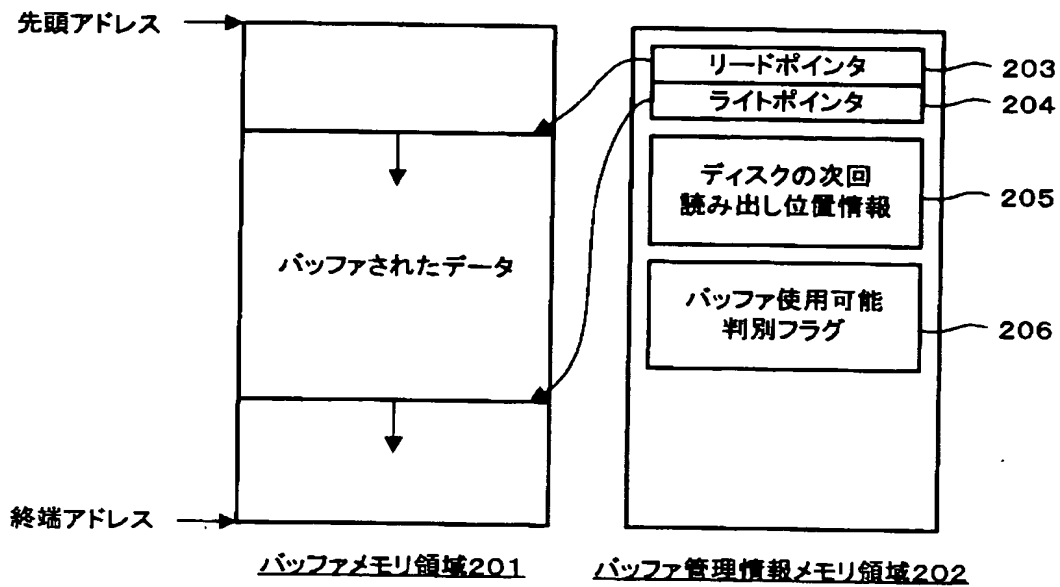 先頭アドレス
バッファされたデータ
終端アドレス
バッファメモリ領域201
リードポインタ
203
ライトポインタ
204
ディスクの次回
読み出し位置情報
205
バッファ使用可能
判別フラグ
206
バッファ管理情報メモリ領域202